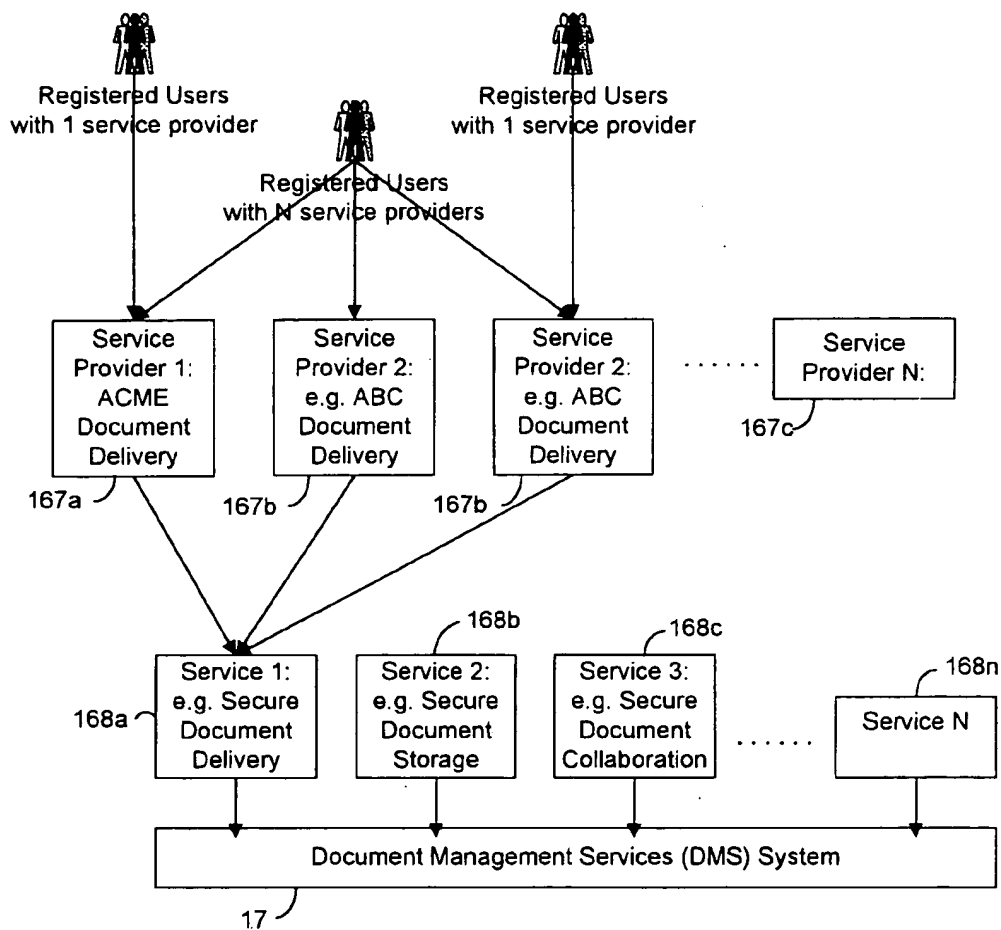 Registered Users
with 1 service provider
Registered Users
with 1 service provider
Registered Users
with N service providers
Service
Provider 1:
ACME
Document
Delivery
167a
Service
Provider 2:
e.g. ABC
Document
Delivery
167b
Service
Provider 2:
e.g. ABC
Document
Delivery
167b
Service
Provider N:
167c
Service 1:
e.g. Secure
Document
Delivery
168a
Service 2:
e.g. Secure
Document
Storage
168b
Service 3:
e.g. Secure
Document
Collaboration
168c
Service N
168n
Document Management Services (DMS) System
17